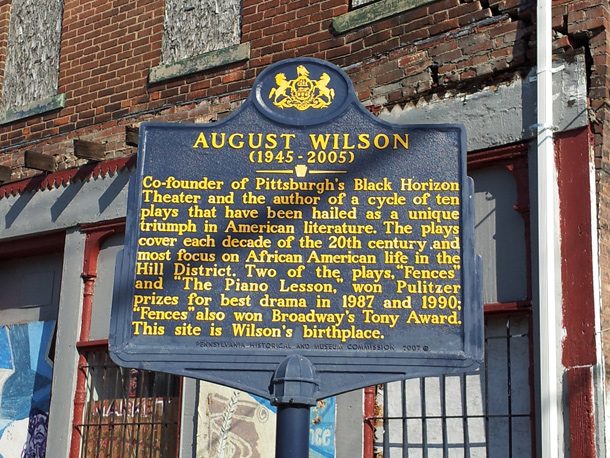 AUGUST WILSON
(1945-2005)
Co-founder of Pittsburgh's Black Horizon
Theater and the author of a cycle of ten
plays that have been hailed as a unique
triumph in American literature. The plays
cover each decade of the 20th century and
most focus on African American life in the
Hill District. Two of the plays, "Fences"
and "The Piano Lesson," won Pulitzer
prizes for best drama in 1987 and 1990;
"Fences" also won Broadway's Tony Award.
This site is Wilson's birthplace.
PENNSYLVANIA HISTORICAL AND MUSEUM COMMISSION 2007 ©